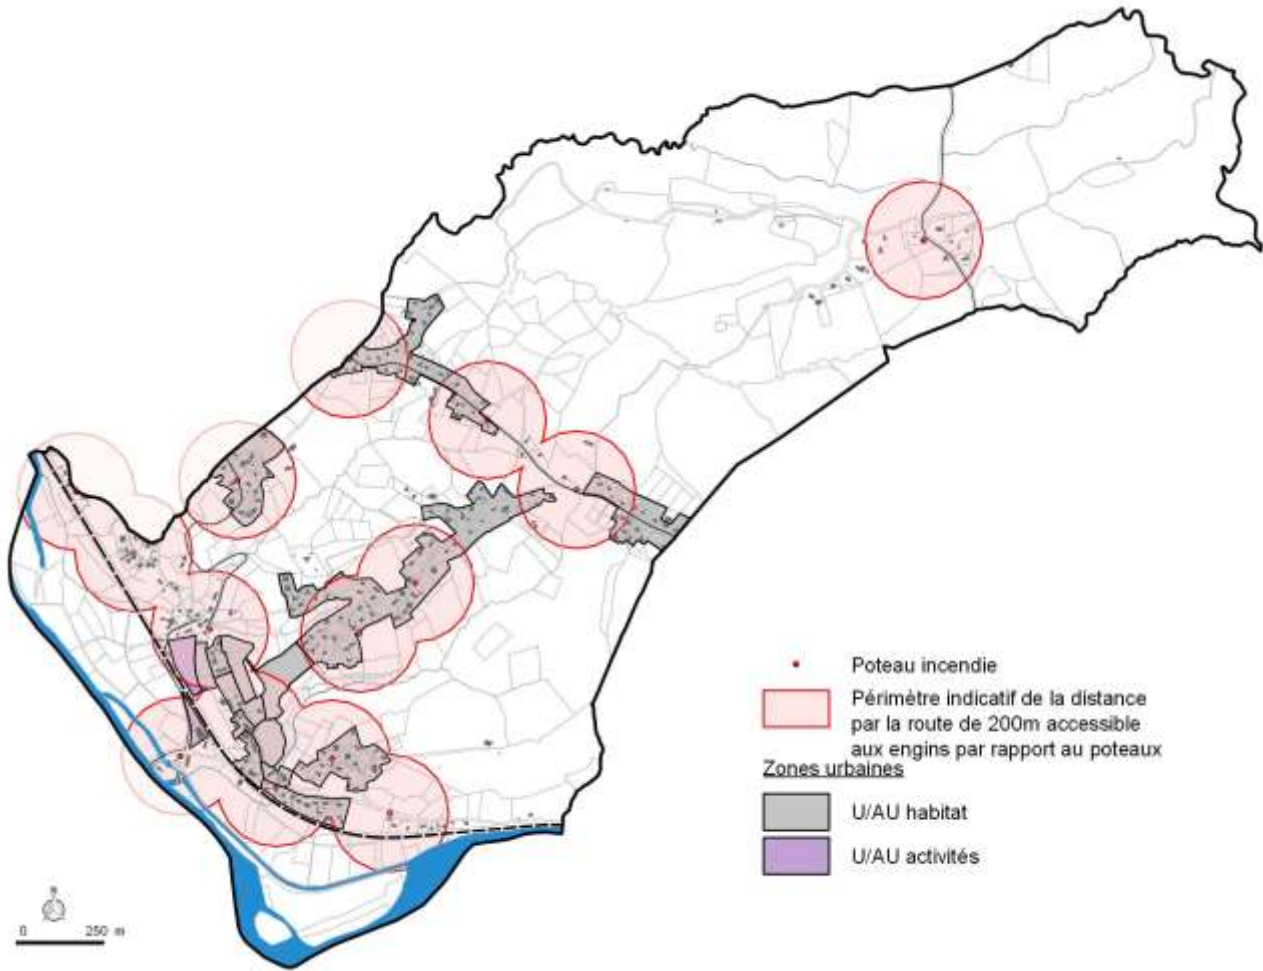 Poteau incendie
Périmètre indicatif de la distance
par la route de 200m accessible
aux engins par rapport au poteaux
Zones urbaines
U/AU habitat
U/AU activités
N
0 250 m